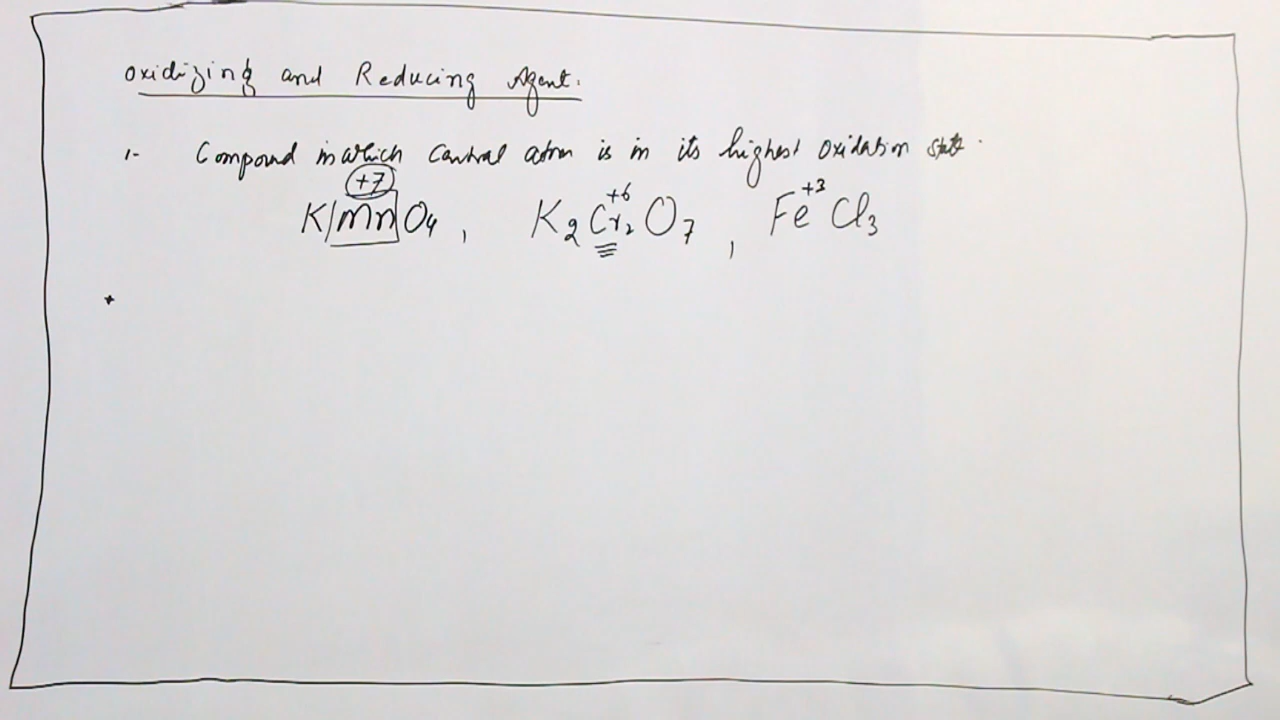 Oxidizing and Reducing Agent.
1- Compound in which Central atom is in its highest oxidation state.
+7 +6 +3
KMnO4, K2Cr2O7, FeCl3